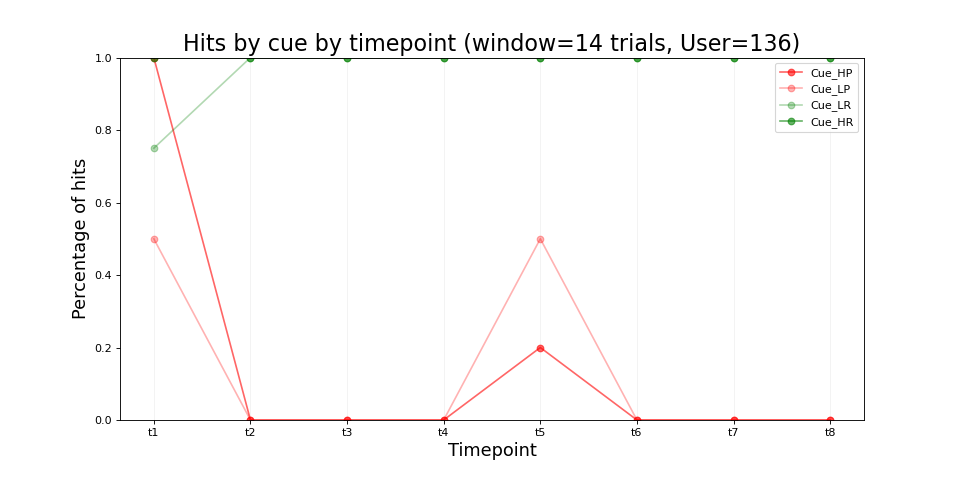 Hits by cue by timepoint (window=14 trials, User=136)
1.0
0.8
0.6
0.4
0.2
0.0
Percentage of hits
Cue_HP
Cue_LP
Cue_LR
Cue_HR
t1 t2 t3 t4 t5 t6 t7 t8
Timepoint